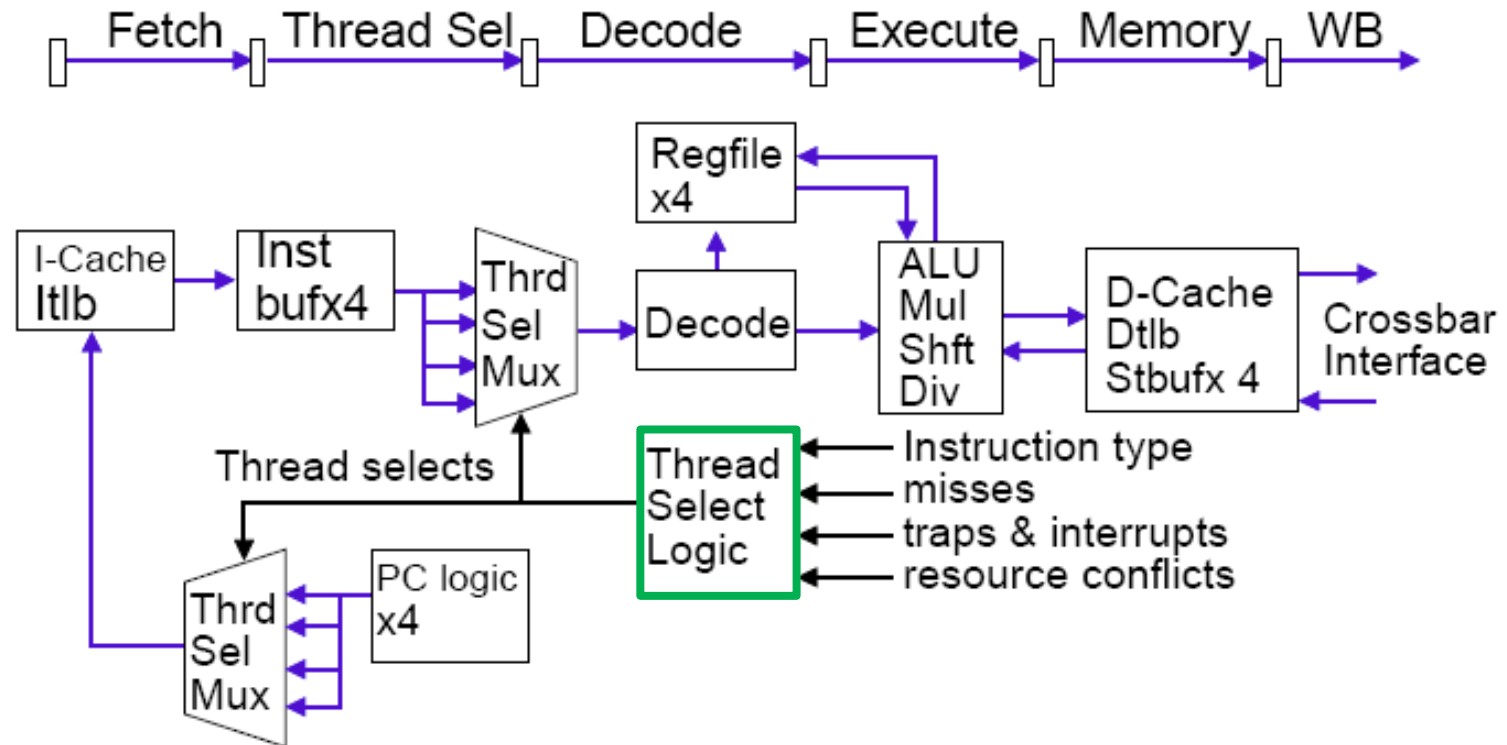 Fetch
Thread Sel
Decode
Execute
Memory
WB
Regfile
x4
I-Cache
Itlb
Inst
bufx4
Thrd
Sel
Mux
Decode
ALU
Mul
Shft
Div
D-Cache
Dtlb
Stbufx 4
Crossbar
Interface
Thread selects
Thread
Select
Logic
Instruction type
misses
traps & interrupts
resource conflicts
Thrd
Sel
Mux
PC logic
x4